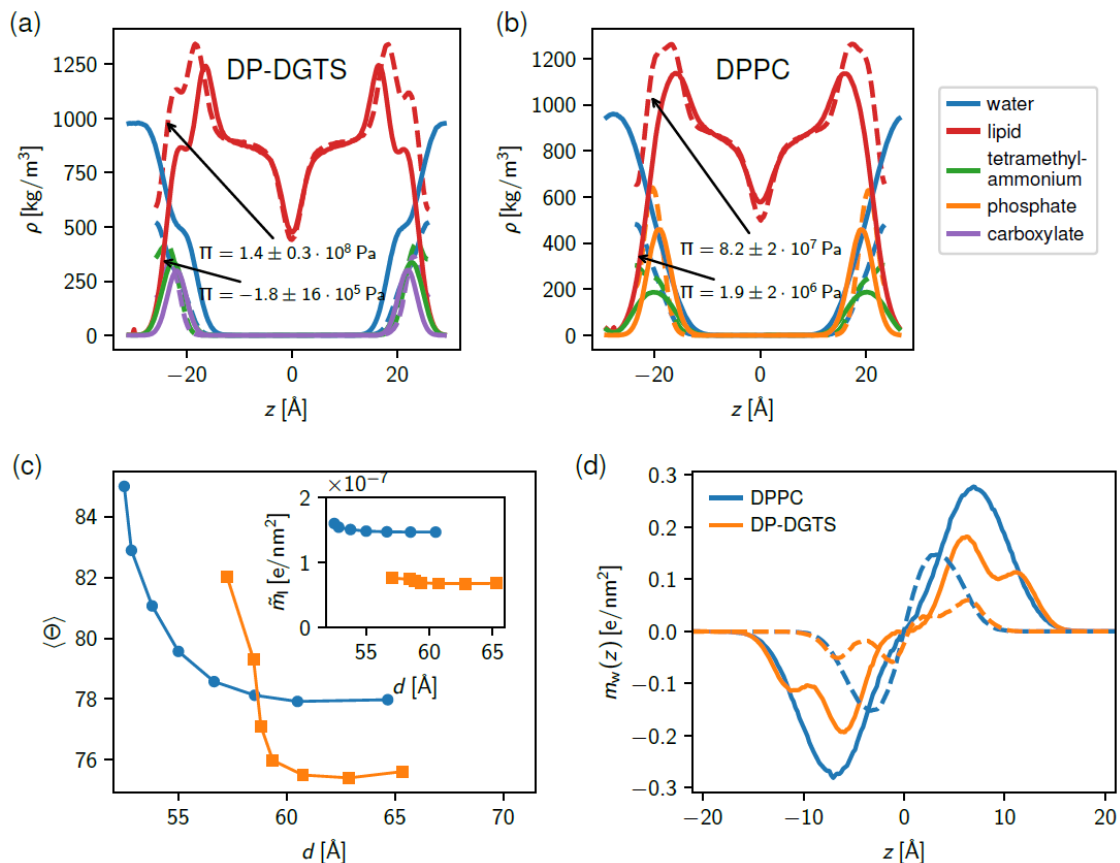 (a)
DP-DGTS
ρ [kg/m³]
1250
1000
750
500
250
0
Π = 1.4 ± 0.3 · 10⁸ Pa
Π = −1.8 ± 16 · 10⁵ Pa
−20
0
20
z [Å]
(b)
DPPC
ρ [kg/m³]
1200
1000
800
600
400
200
0
Π = 8.2 ± 2 · 10⁷ Pa
Π = 1.9 ± 2 · 10⁶ Pa
−20
0
20
z [Å]
water
lipid
tetramethyl-
ammonium
phosphate
carboxylate
(c)
⟨Θ⟩
84
82
80
78
76
55
60
65
70
d [Å]
×10⁻⁷
m̃ₗ [e/nm²]
2
1
0
55
60
65
d [Å]
(d)
DPPC
DP-DGTS
m_w(z) [e/nm²]
0.3
0.2
0.1
0.0
−0.1
−0.2
−0.3
−20
−10
0
10
20
z [Å]